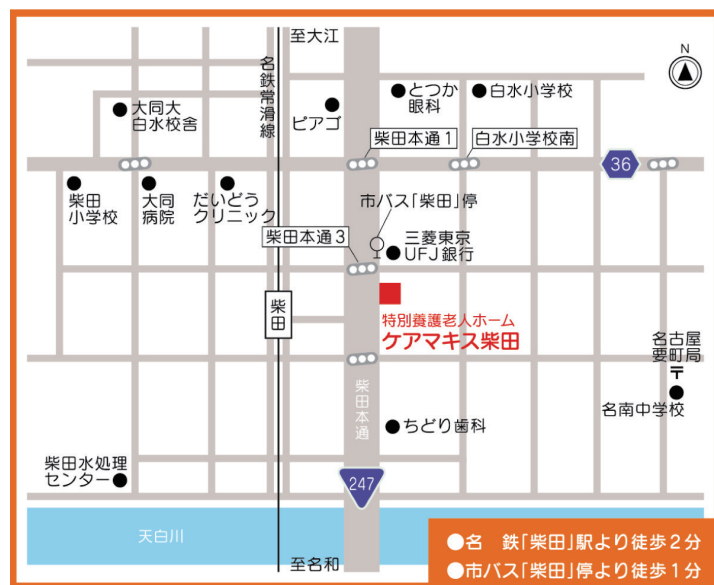 至大江
N
名鉄常滑線
とつか
眼科
白水小学校
大同大
白水校舎
ピアゴ
柴田本通1
白水小学校南
36
柴田
小学校
大同
病院
だいどう
クリニック
市バス「柴田」停
柴田本通3
三菱東京
UFJ銀行
柴田
特別養護老人ホーム
ケアマキス柴田
名古屋
要町局
〒
名南中学校
柴田本通
ちどり歯科
柴田水処理
センター
247
天白川
至名和
●名 鉄「柴田」駅より徒歩2分
●市バス「柴田」停より徒歩1分